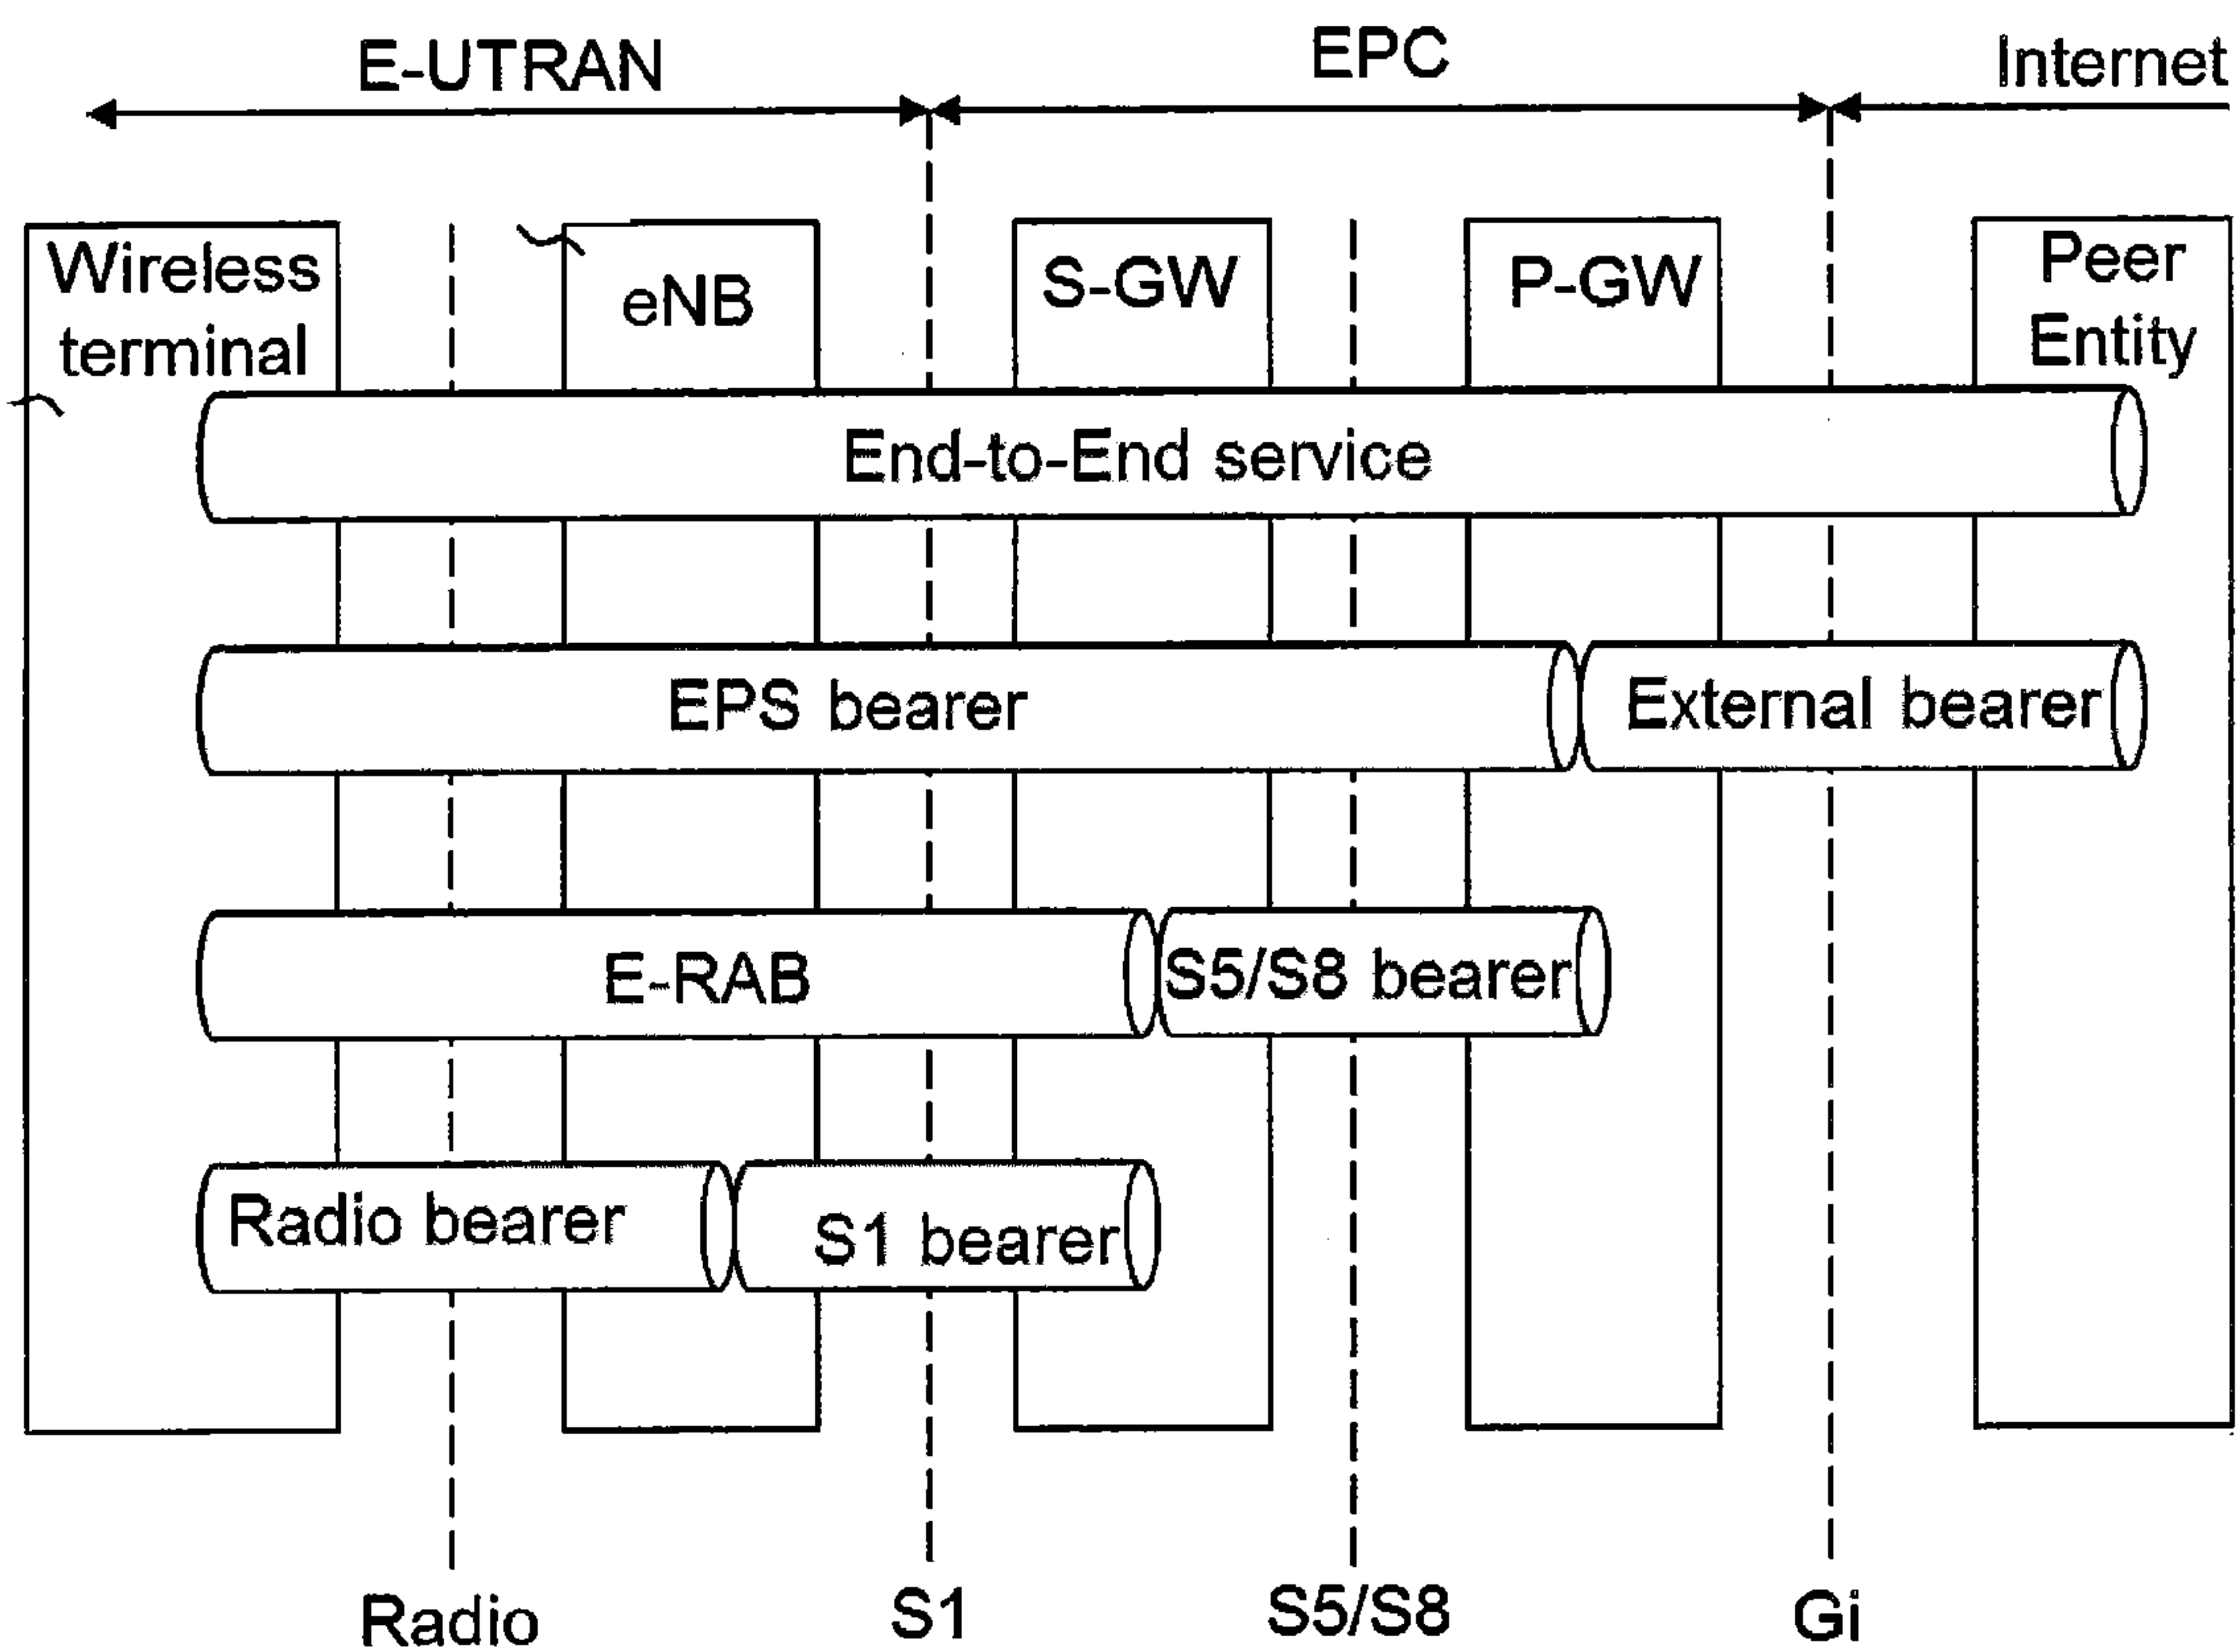 E-UTRAN
EPC
Internet
Wireless
terminal
eNB
S-GW
P-GW
Peer
Entity
End-to-End service
EPS bearer
External bearer
E-RAB
S5/S8 bearer
Radio bearer
S1 bearer
Radio
S1
S5/S8
Gi